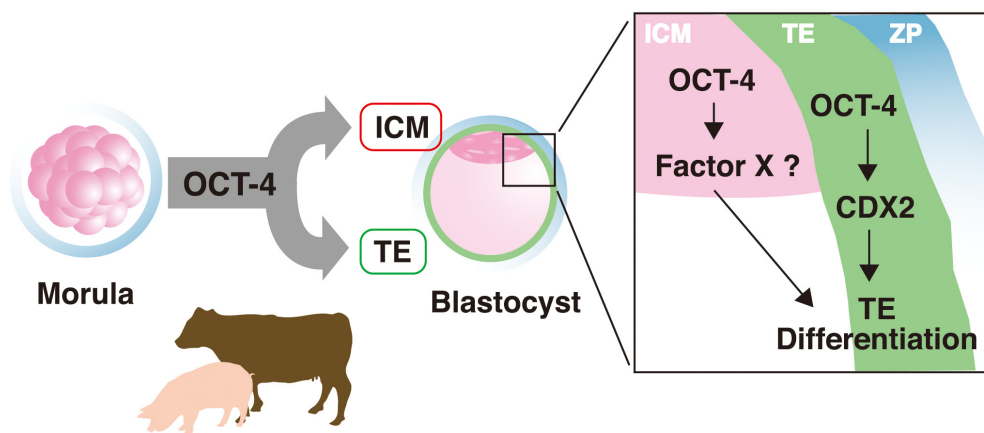 Morula
OCT-4
ICM
TE
Blastocyst
ICM
TE
ZP
OCT-4
Factor X ?
OCT-4
CDX2
TE
Differentiation